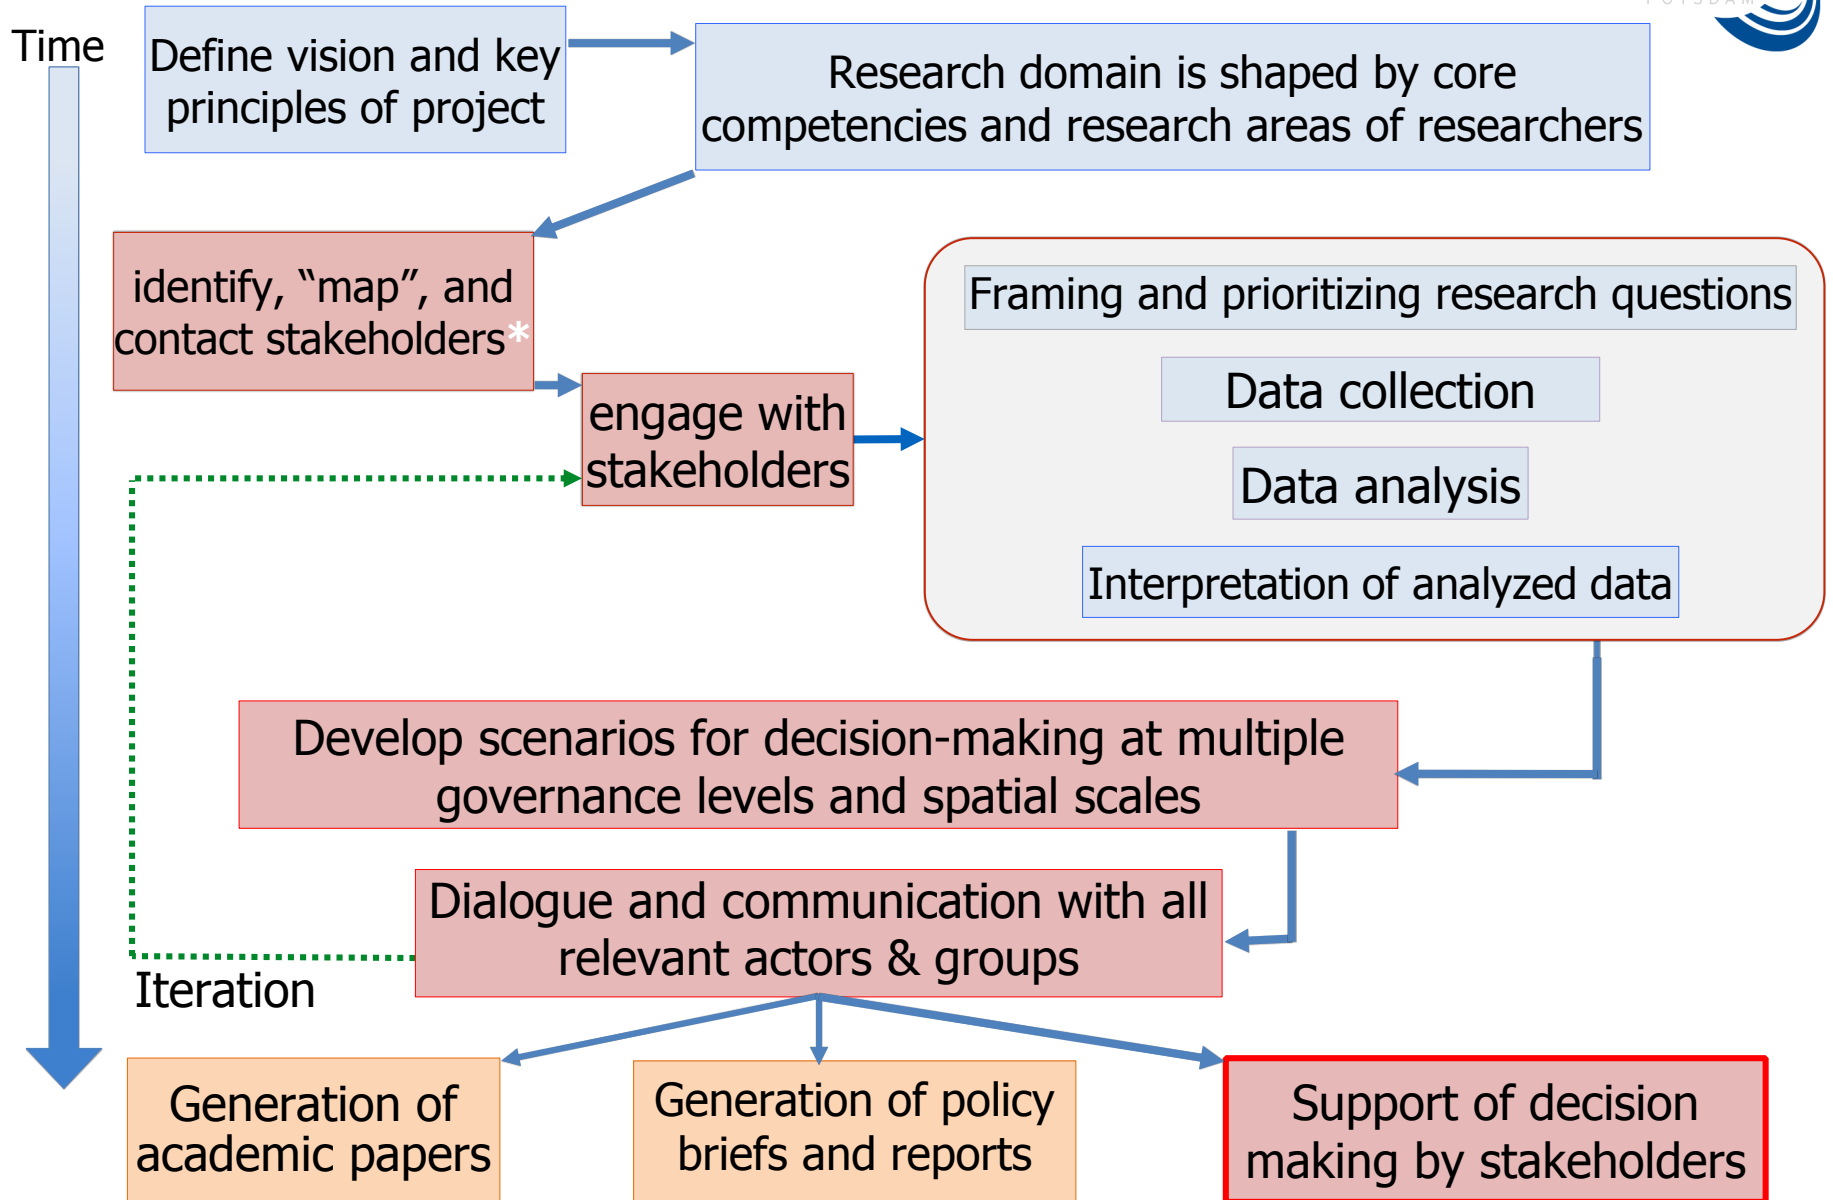 POTSDAM
Time
Define vision and key
principles of project
Research domain is shaped by core
competencies and research areas of researchers
identify, “map”, and
contact stakeholders*
engage with
stakeholders
Framing and prioritizing research questions
Data collection
Data analysis
Interpretation of analyzed data
Develop scenarios for decision-making at multiple
governance levels and spatial scales
Dialogue and communication with all
relevant actors & groups
Iteration
Generation of
academic papers
Generation of policy
briefs and reports
Support of decision
making by stakeholders